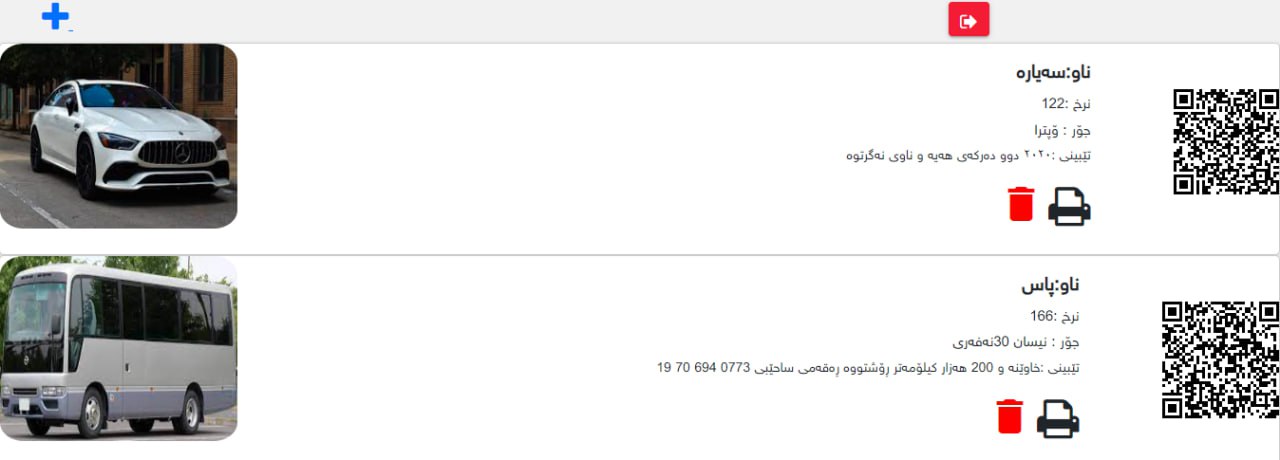 ناو:سەیارە
نرخ :122
جۆر : ۆپترا
تێبینی :٢٠٢٠ دوو دەرکەی هەیە و ناوی نەگرتوە
ناو:پاس
نرخ :166
جۆر : نیسان 30نەفەری
تێبینی :خاوێنە و 200 هەزار کیلۆمەتر ڕۆشتووە ڕەقەمی ساحێبی 0773 694 70 19